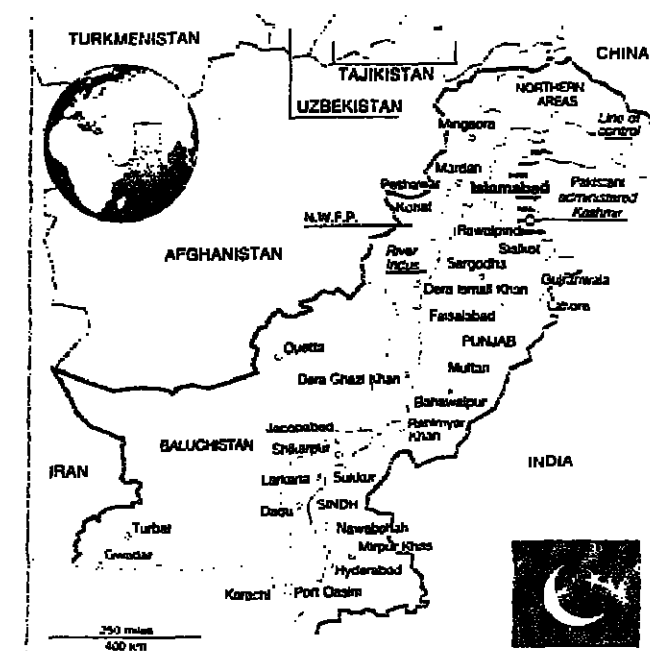 TURKMENISTAN
CHINA
TAJIKISTAN
UZBEKISTAN
NORTHERN
AREAS
Line of
control
Mingaora
Mardan
Peshawar
Islamabad
Pakistani
administered
Kashmir
Kohat
N.W.F.P.
Rawalpindi
Sialkot
AFGHANISTAN
River
Indus
Sargodha
Gujranwala
Dera Ismail Khan
Lahore
Faisalabad
PUNJAB
Quetta
Multan
Dera Ghazi Khan
Bahawalpur
Jacobabad
Rahimyar
Khan
BALUCHISTAN
Shikarpur
IRAN
INDIA
Larkana
Sukkur
Dadu
SINDH
Turbat
Nawabshah
Mirpur Khas
Gwadar
Hyderabad
Karachi
Port Qasim
250 miles
400 km